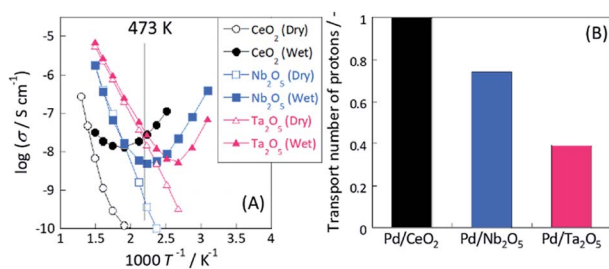 473 K
CeO₂ (Dry)
CeO₂ (Wet)
Nb₂O₅ (Dry)
Nb₂O₅ (Wet)
Ta₂O₅ (Dry)
Ta₂O₅ (Wet)
(A)
log (σ / S cm⁻¹)
-5
-6
-7
-8
-9
-10
1
1.5
2
2.5
3
3.5
4
1000 T⁻¹ / K⁻¹
(B)
Transport number of protons / -
1
0.8
0.6
0.4
0.2
0
Pd/CeO₂
Pd/Nb₂O₅
Pd/Ta₂O₅